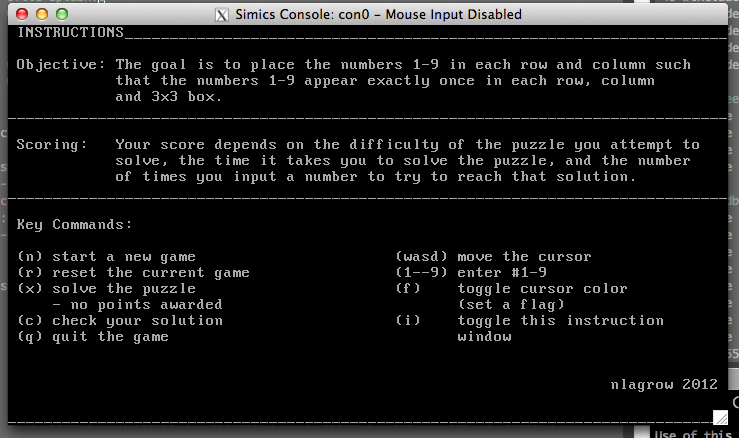 Simics Console: con0 - Mouse Input Disabled
INSTRUCTIONS
Objective: The goal is to place the numbers 1-9 in each row and column such
that the numbers 1-9 appear exactly once in each row, column
and 3x3 box.
Scoring: Your score depends on the difficulty of the puzzle you attempt to
solve, the time it takes you to solve the puzzle, and the number
of times you input a number to try to reach that solution.
Key Commands:
(n) start a new game (wasd) move the cursor
(r) reset the current game (1--9) enter #1-9
(x) solve the puzzle (f) toggle cursor color
- no points awarded (set a flag)
(c) check your solution (i) toggle this instruction
(q) quit the game window
nlagrow 2012
Use of this